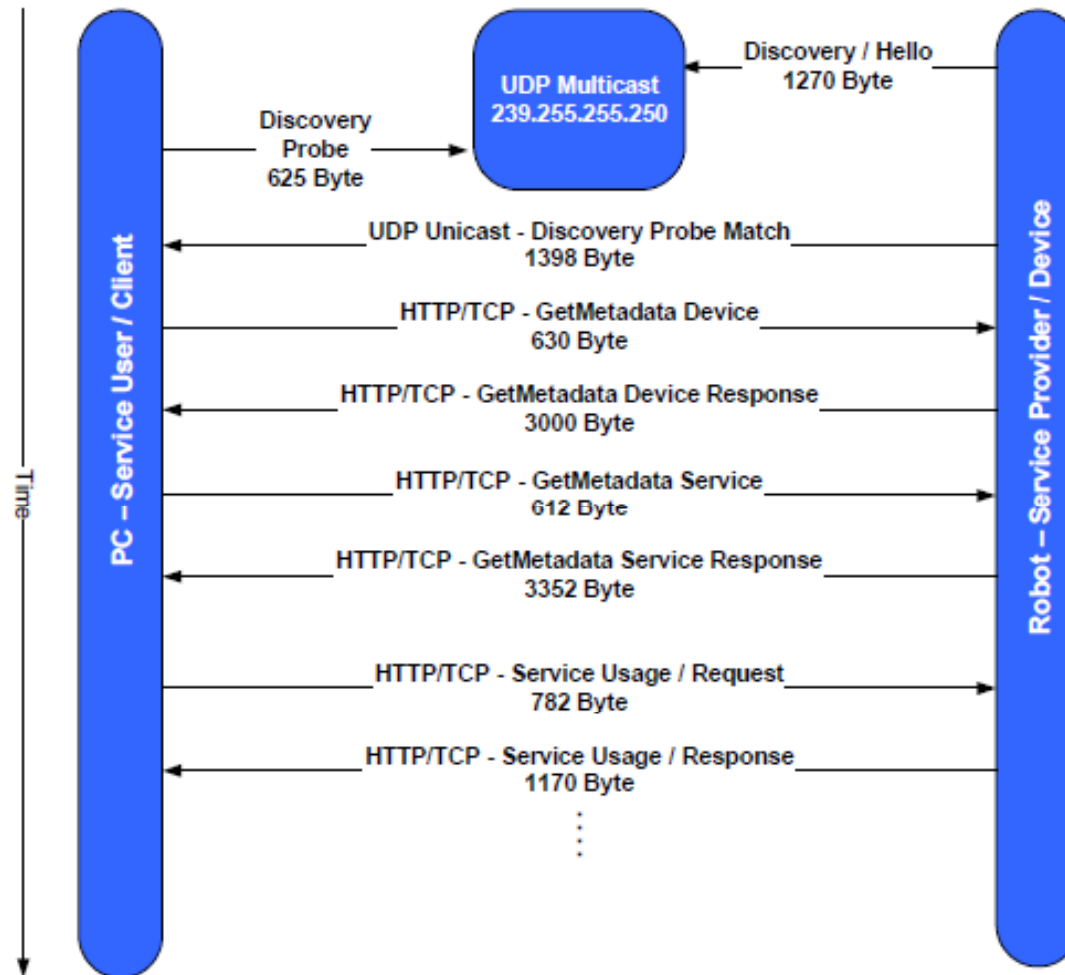 Discovery / Hello
1270 Byte
UDP Multicast
239.255.255.250
Discovery
Probe
625 Byte
UDP Unicast - Discovery Probe Match
1398 Byte
HTTP/TCP - GetMetadata Device
630 Byte
HTTP/TCP - GetMetadata Device Response
3000 Byte
HTTP/TCP - GetMetadata Service
612 Byte
HTTP/TCP - GetMetadata Service Response
3352 Byte
HTTP/TCP - Service Usage / Request
782 Byte
HTTP/TCP - Service Usage / Response
1170 Byte
Time
PC – Service User / Client
Robot – Service Provider / Device